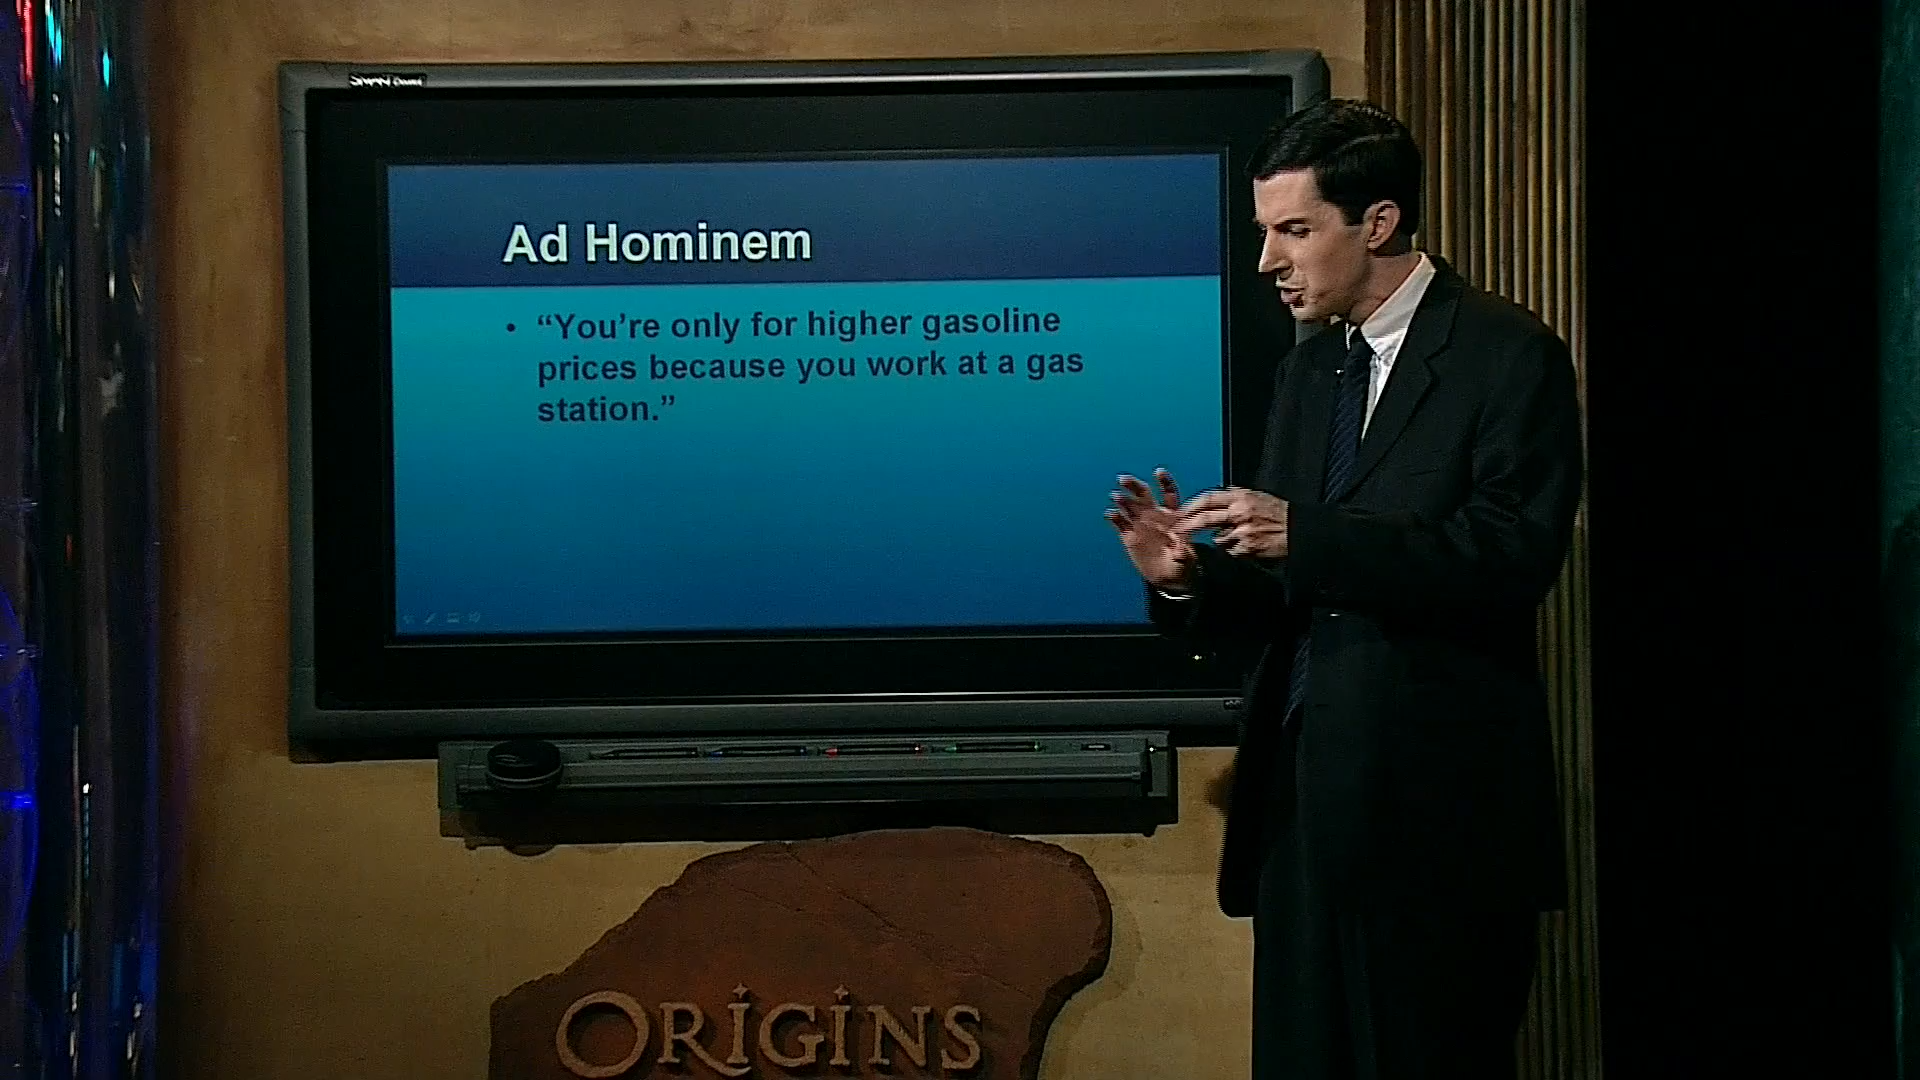 Ad Hominem
• “You’re only for higher gasoline
prices because you work at a gas
station.”
ORIGINS